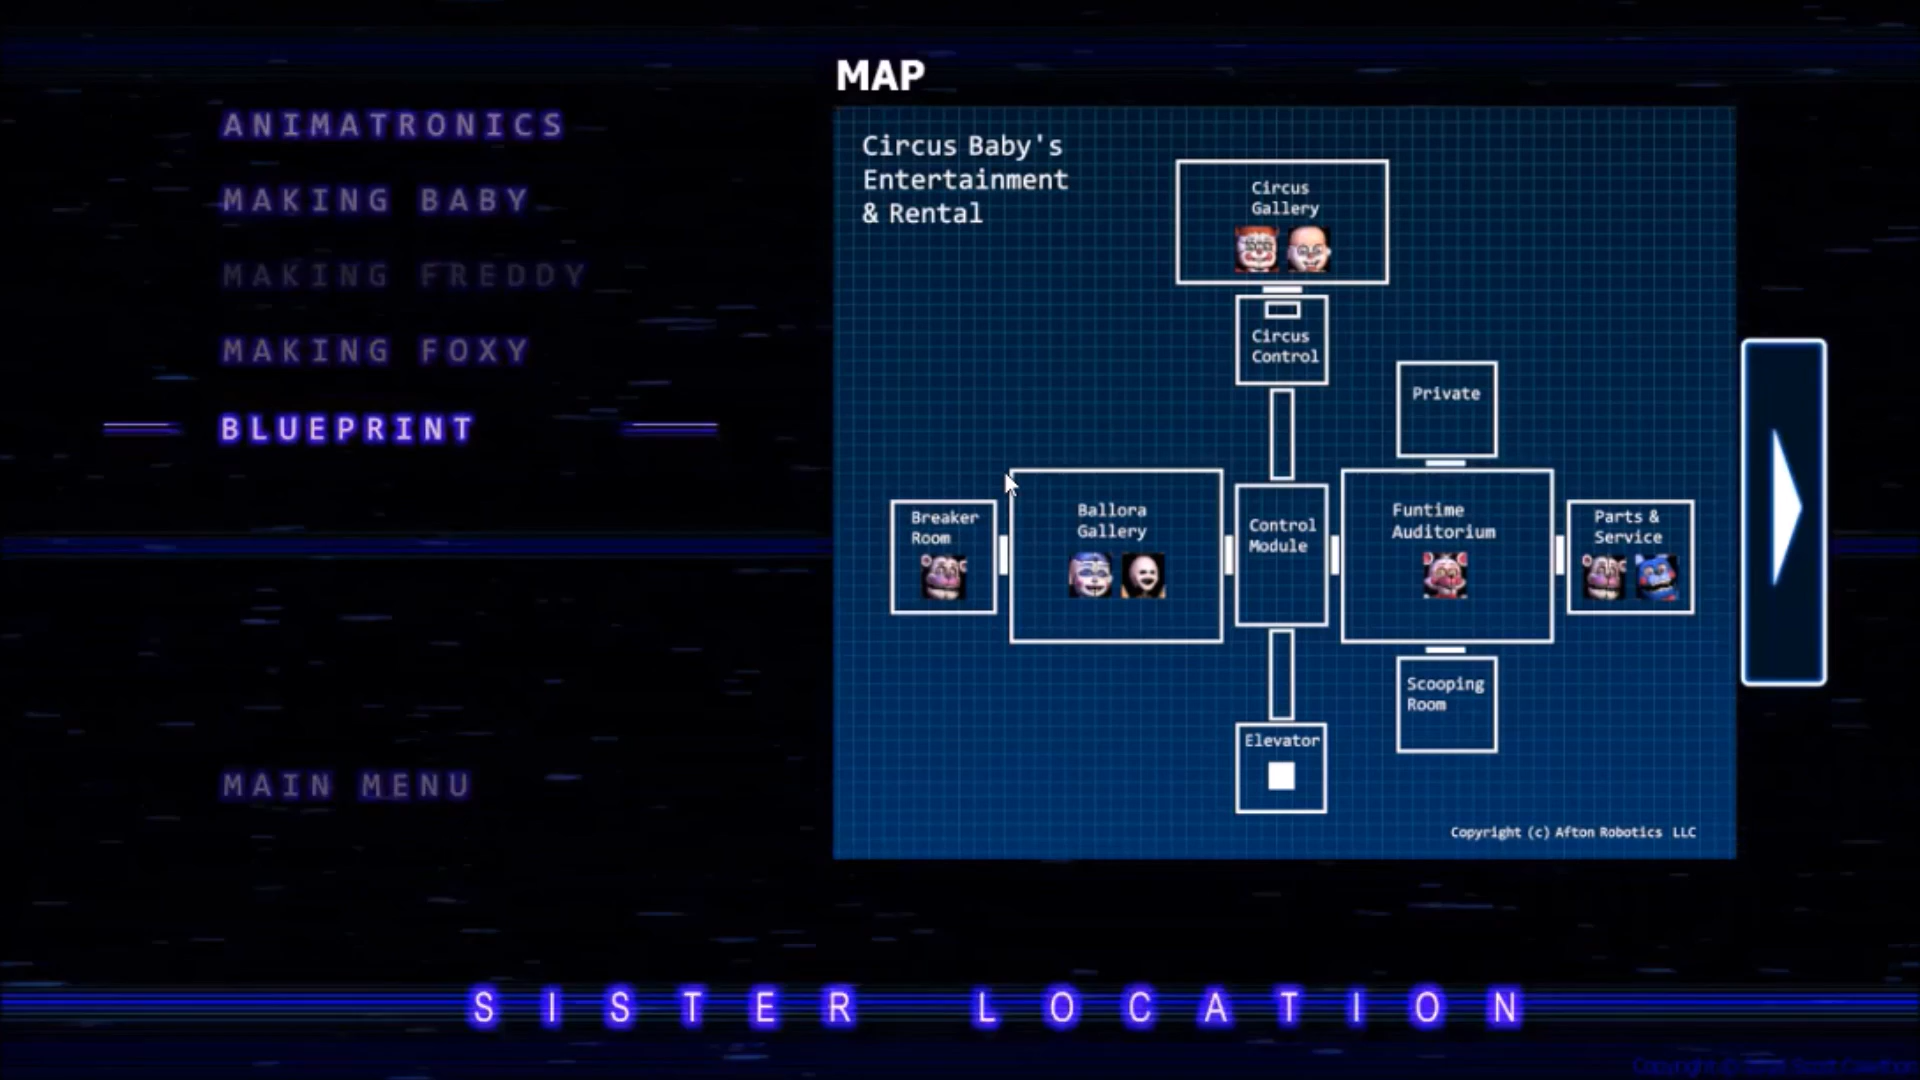 MAP
ANIMATRONICS
MAKING BABY
MAKING FREDDY
MAKING FOXY
BLUEPRINT
MAIN MENU
Circus Baby's
Entertainment
& Rental
Circus
Gallery
Circus
Control
Private
Breaker
Room
Ballora
Gallery
Control
Module
Funtime
Auditorium
Parts &
Service
Scooping
Room
Elevator
Copyright (c) Afton Robotics LLC
SISTER LOCATION